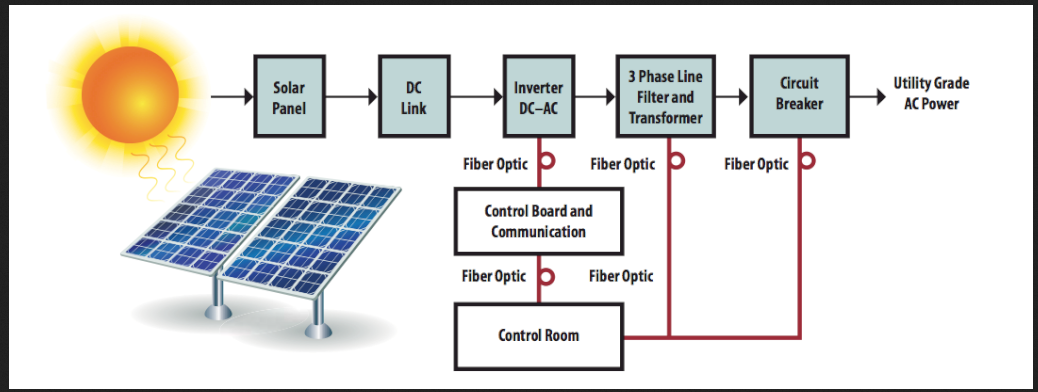 Solar
Panel
DC
Link
Inverter
DC–AC
3 Phase Line
Filter and
Transformer
Circuit
Breaker
Utility Grade
AC Power
Fiber Optic
Fiber Optic
Fiber Optic
Control Board and
Communication
Fiber Optic
Fiber Optic
Control Room